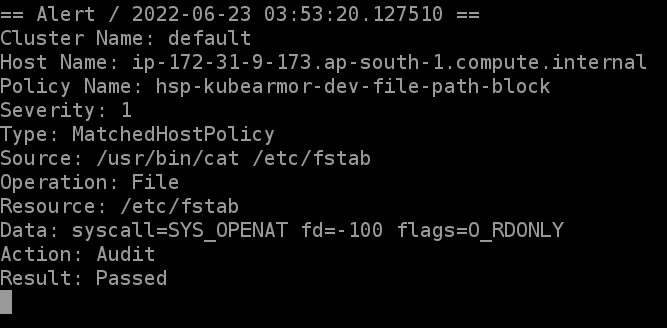 == Alert / 2022-06-23 03:53:20.127510 ==
Cluster Name: default
Host Name: ip-172-31-9-173.ap-south-1.compute.internal
Policy Name: hsp-kubearmor-dev-file-path-block
Severity: 1
Type: MatchedHostPolicy
Source: /usr/bin/cat /etc/fstab
Operation: File
Resource: /etc/fstab
Data: syscall=SYS_OPENAT fd=-100 flags=O_RDONLY
Action: Audit
Result: Passed